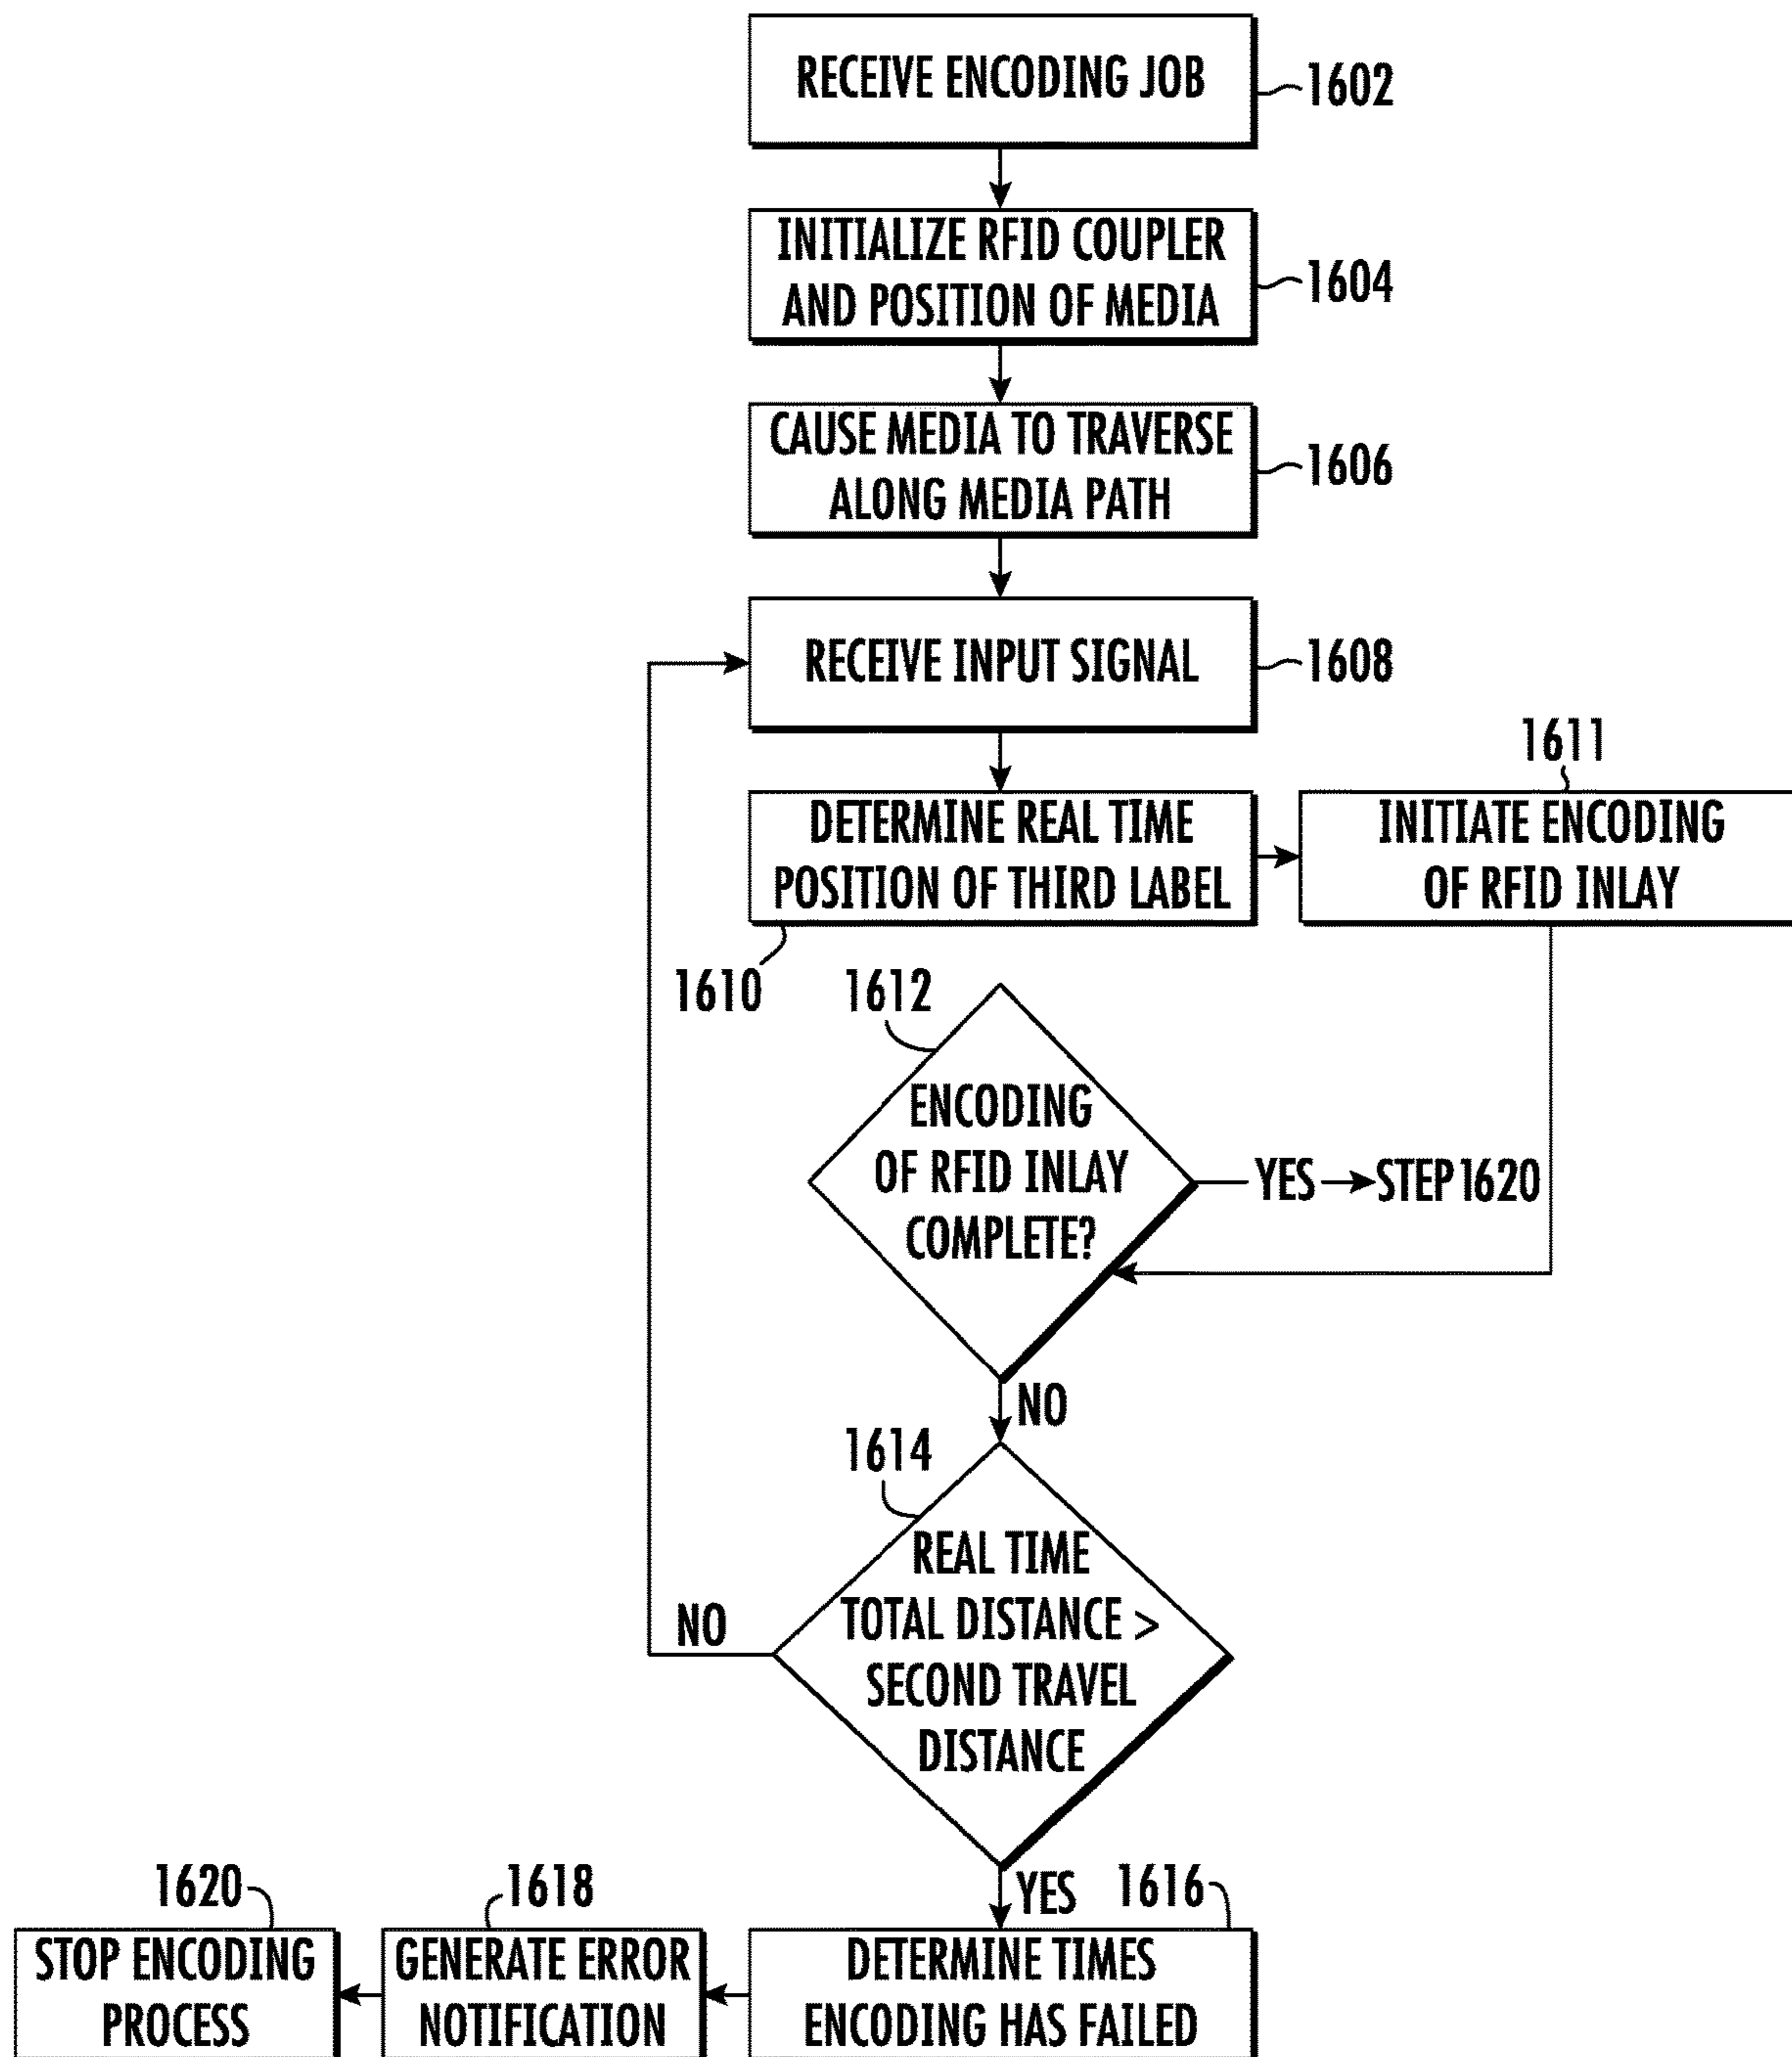 RECEIVE ENCODING JOB
1602
INITIALIZE RFID COUPLER
AND POSITION OF MEDIA
1604
CAUSE MEDIA TO TRAVERSE
ALONG MEDIA PATH
1606
RECEIVE INPUT SIGNAL
1608
1611
DETERMINE REAL TIME
POSITION OF THIRD LABEL
1610
INITIATE ENCODING
OF RFID INLAY
1612
ENCODING
OF RFID INLAY
COMPLETE?
YES
STEP 1620
NO
1614
REAL TIME
TOTAL DISTANCE >
SECOND TRAVEL
DISTANCE
NO
YES
1616
DETERMINE TIMES
ENCODING HAS FAILED
1618
GENERATE ERROR
NOTIFICATION
1620
STOP ENCODING
PROCESS